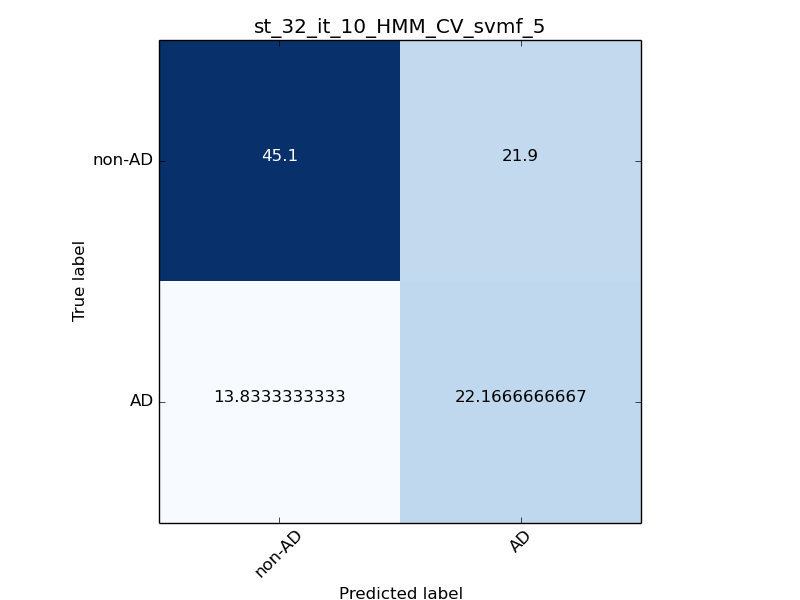 st_32_it_10_HMM_CV_svmf_5
non-AD
45.1
21.9
True label
AD
13.8333333333
22.1666666667
non-AD
AD
Predicted label